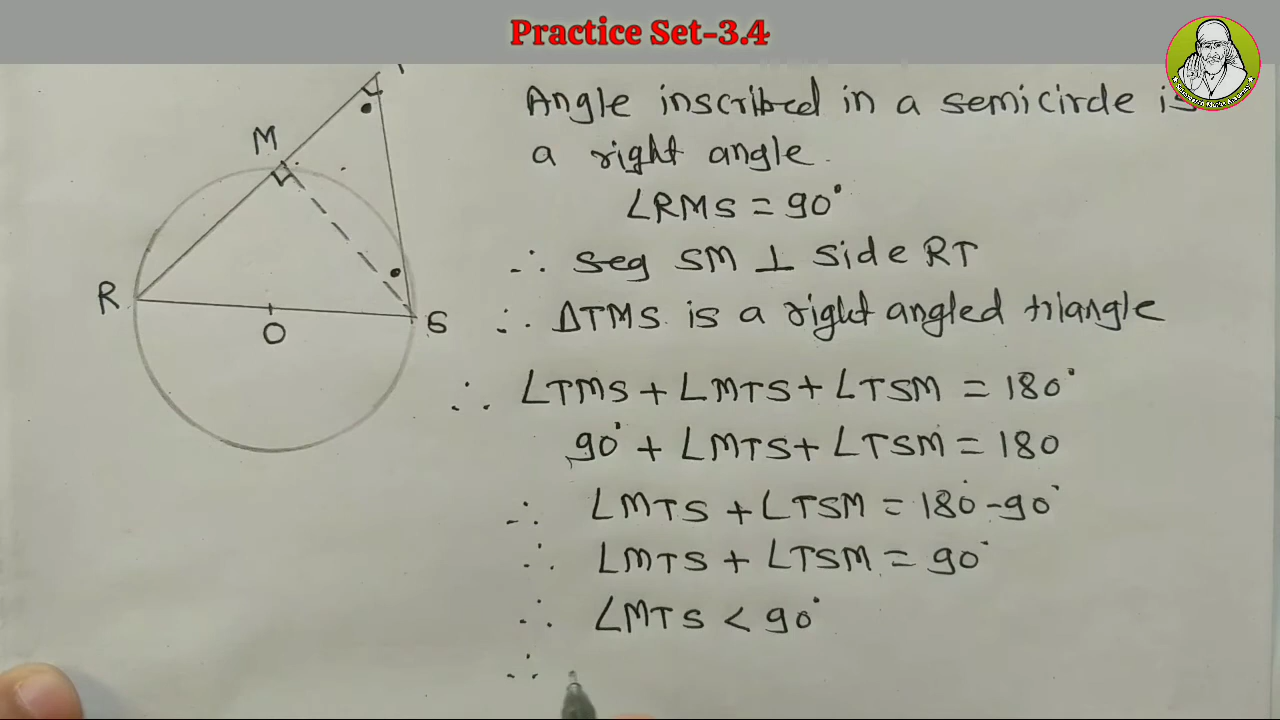 Practice Set-3.4
M
R
O
S
Angle inscribed in a semicircle is
a right angle.
∠RMS = 90°
∴ seg SM ⊥ side RT
∴ ΔTMS is a right angled triangle
∴ ∠TMS + ∠MTS + ∠TSM = 180°
90° + ∠MTS + ∠TSM = 180
∴ ∠MTS + ∠TSM = 180° - 90°
∴ ∠MTS + ∠TSM = 90°
∴ ∠MTS < 90°
∴